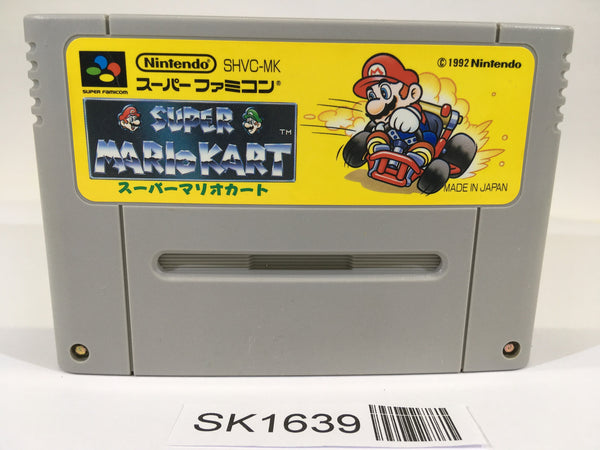 Nintendo SHVC-MK
© 1992 Nintendo
スーパーファミコン®
SUPER FAMICOM
SUPER
MARIO KART
TM
スーパーマリオカート
MADE IN JAPAN
SK1639